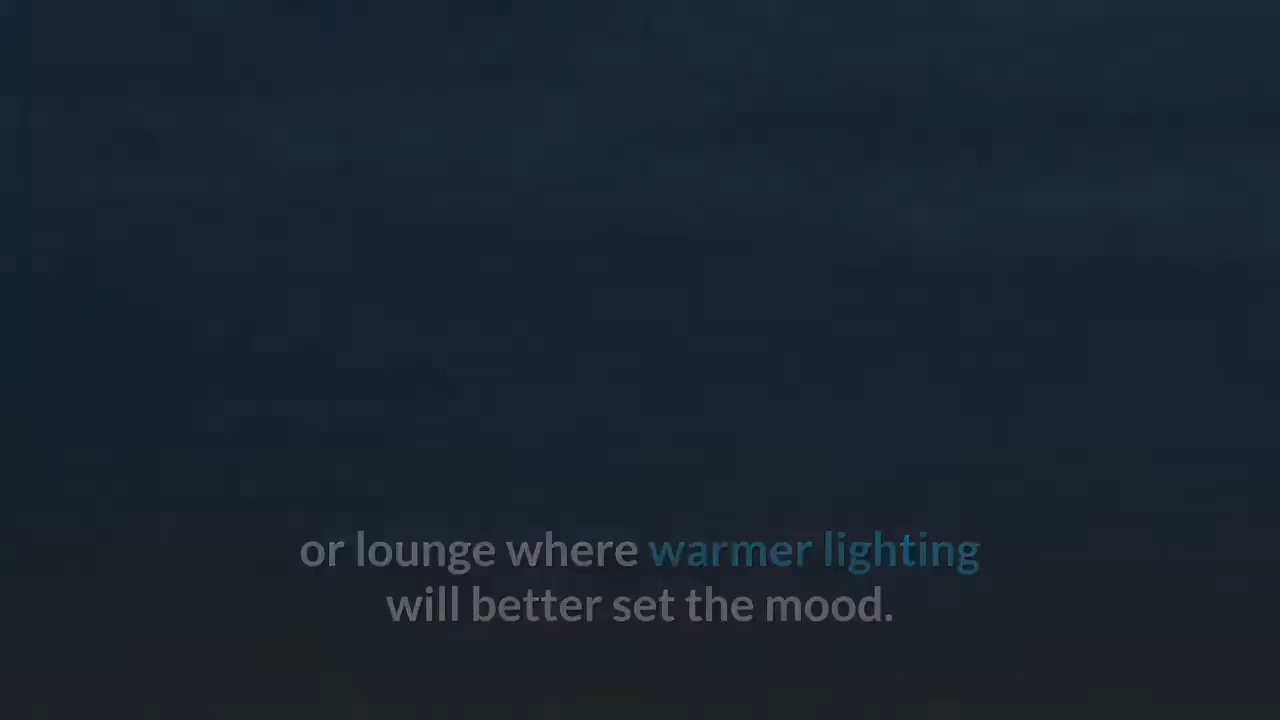 or lounge where warmer lighting
will better set the mood.